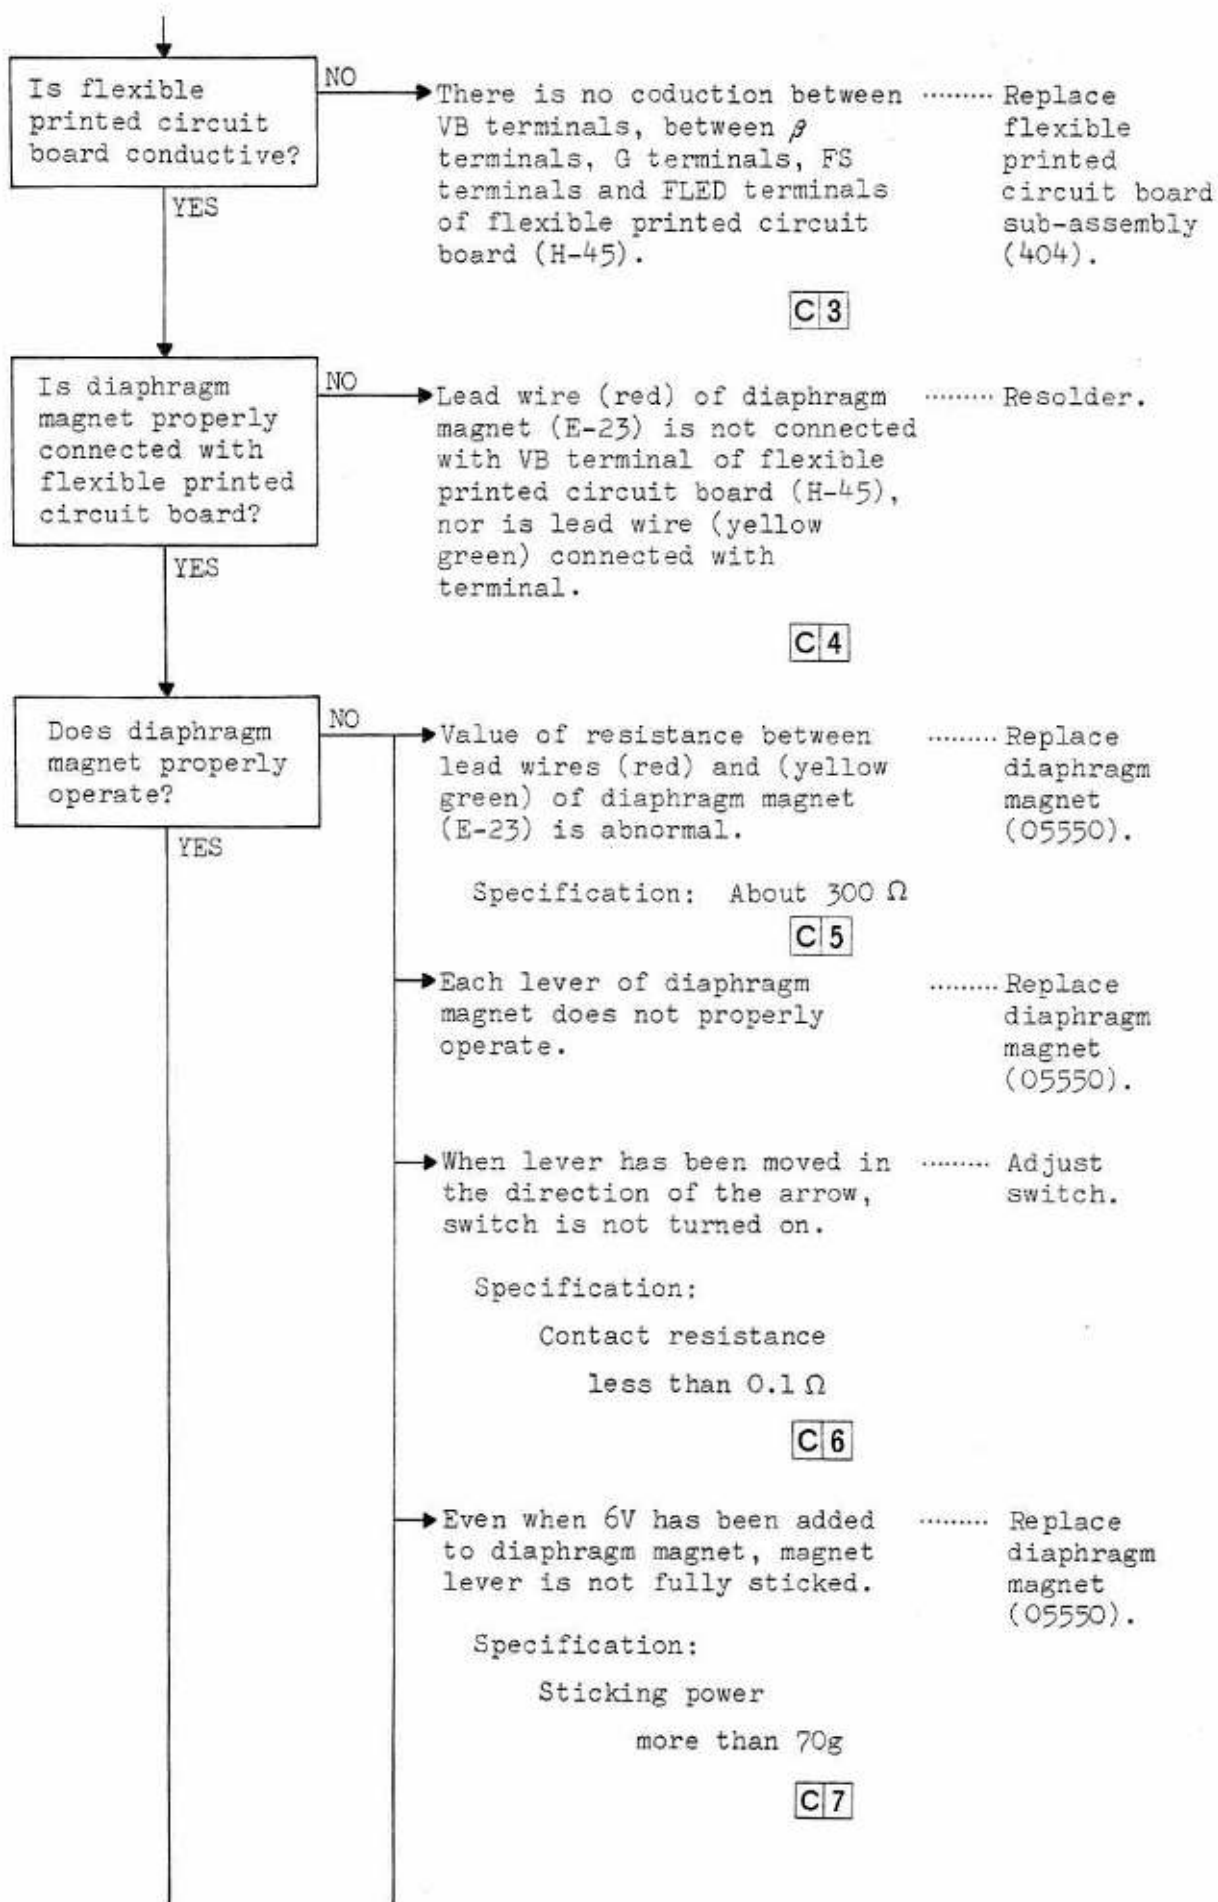 Is flexible
printed circuit
board conductive?
NO
There is no coduction between
VB terminals, between β
terminals, G terminals, FS
terminals and FLED terminals
of flexible printed circuit
board (H-45).
......... Replace
flexible
printed
circuit board
sub-assembly
(404).
YES
C 3
Is diaphragm
magnet properly
connected with
flexible printed
circuit board?
NO
Lead wire (red) of diaphragm
magnet (E-23) is not connected
with VB terminal of flexible
printed circuit board (H-45),
nor is lead wire (yellow
green) connected with
terminal.
......... Resolder.
YES
C 4
Does diaphragm
magnet properly
operate?
NO
Value of resistance between
lead wires (red) and (yellow
green) of diaphragm magnet
(E-23) is abnormal.
Specification: About 300 Ω
......... Replace
diaphragm
magnet
(05550).
YES
C 5
Each lever of diaphragm
magnet does not properly
operate.
......... Replace
diaphragm
magnet
(05550).
When lever has been moved in
the direction of the arrow,
switch is not turned on.
......... Adjust
switch.
Specification:
Contact resistance
less than 0.1 Ω
C 6
Even when 6V has been added
to diaphragm magnet, magnet
lever is not fully sticked.
......... Replace
diaphragm
magnet
(05550).
Specification:
Sticking power
more than 70g
C 7